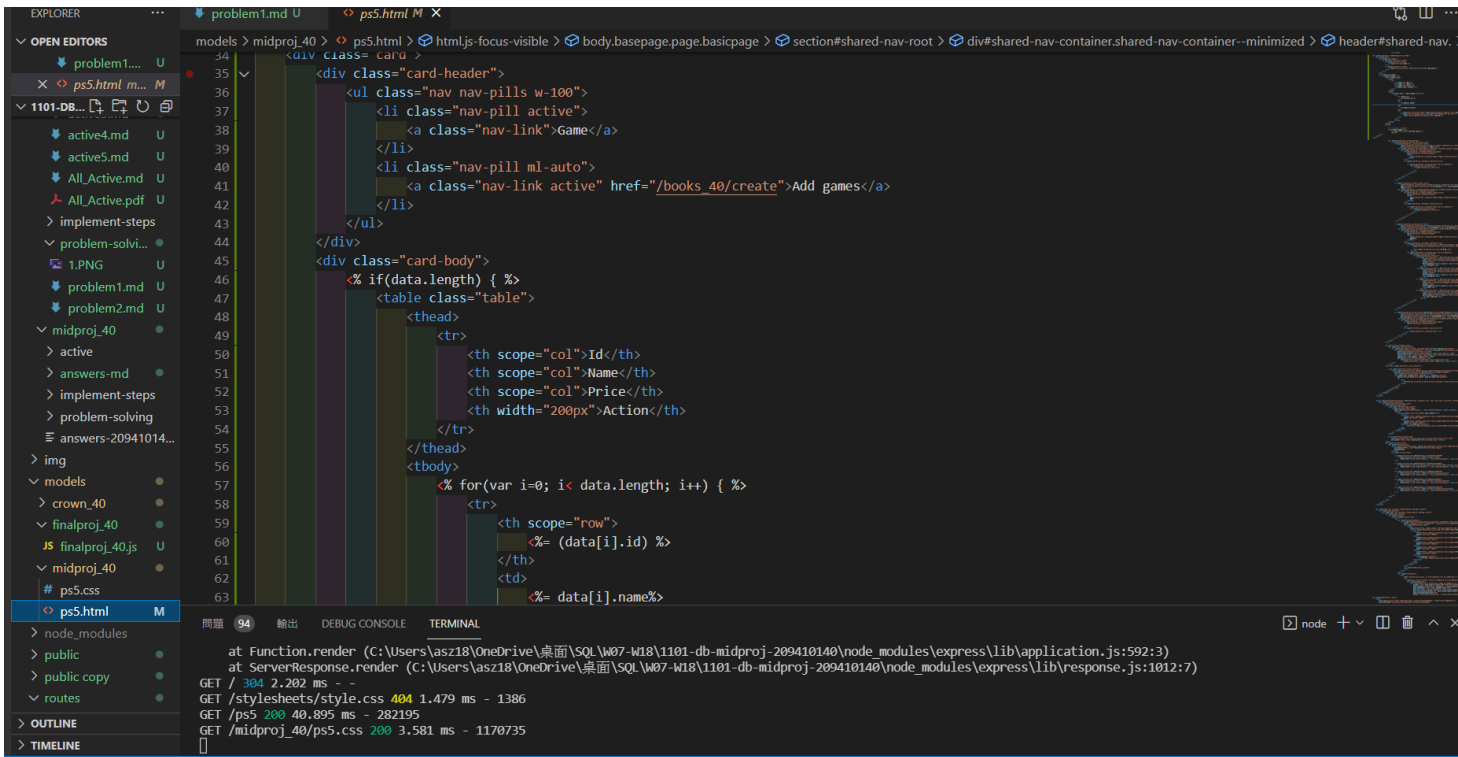 EXPLORER ···
problem1.md U
<> ps5.html M ×
OPEN EDITORS
problem1.... U
× <> ps5.html m... M
1101-DB...
active4.md U
active5.md U
All_Active.md U
All_Active.pdf U
> implement-steps
problem-solvi...
1.PNG U
problem1.md U
problem2.md U
midproj_40
> active
> answers-md
> implement-steps
> problem-solving
answers-20941014...
> img
models
> crown_40
finalproj_40
JS finalproj_40.js U
midproj_40
# ps5.css
<> ps5.html M
> node_modules
> public
> public copy
routes
> OUTLINE
> TIMELINE
models > midproj_40 > <> ps5.html > html.js-focus-visible > body.basepage.page.basicpage > section#shared-nav-root > div#shared-nav-container.shared-nav-container--minimized > header#shared-nav. >
34 <div class="card">
35 <div class="card-header">
36 <ul class="nav nav-pills w-100">
37 <li class="nav-pill active">
38 <a class="nav-link">Game</a>
39 </li>
40 <li class="nav-pill ml-auto">
41 <a class="nav-link active" href="/books_40/create">Add games</a>
42 </li>
43 </ul>
44 </div>
45 <div class="card-body">
46 <% if(data.length) { %>
47 <table class="table">
48 <thead>
49 <tr>
50 <th scope="col">Id</th>
51 <th scope="col">Name</th>
52 <th scope="col">Price</th>
53 <th width="200px">Action</th>
54 </tr>
55 </thead>
56 <tbody>
57 <% for(var i=0; i< data.length; i++) { %>
58 <tr>
59 <th scope="row">
60 <%= (data[i].id) %>
61 </th>
62 <td>
63 <%= data[i].name%>
問題 94 輸出 DEBUG CONSOLE TERMINAL
node
at Function.render (C:\Users\asz18\OneDrive\桌面\SQL\W07-W18\1101-db-midproj-209410140\node_modules\express\lib\application.js:592:3)
at ServerResponse.render (C:\Users\asz18\OneDrive\桌面\SQL\W07-W18\1101-db-midproj-209410140\node_modules\express\lib\response.js:1012:7)
GET / 304 2.202 ms - -
GET /stylesheets/style.css 404 1.479 ms - 1386
GET /ps5 200 40.895 ms - 282195
GET /midproj_40/ps5.css 200 3.581 ms - 1170735